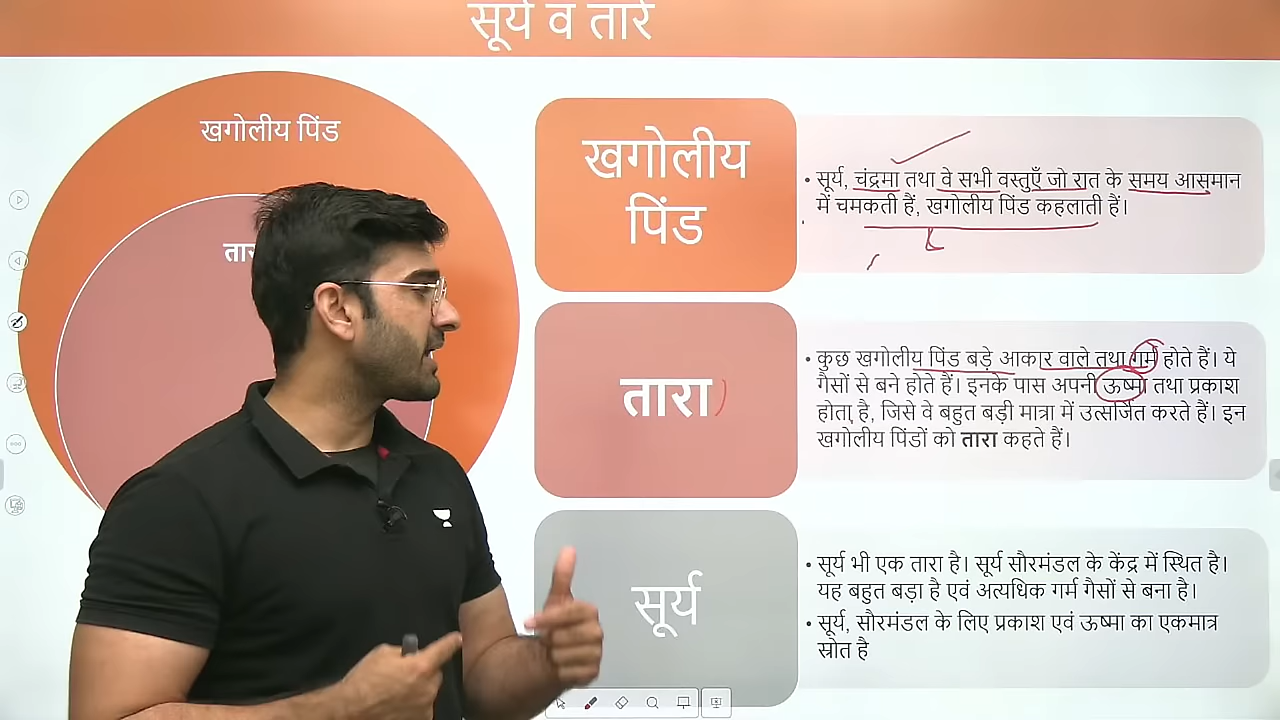 सूर्य व तारे
खगोलीय पिंड
खगोलीय
पिंड
• सूर्य, चंद्रमा तथा वे सभी वस्तुएँ जो रात के समय आसमान
में चमकती हैं, खगोलीय पिंड कहलाती हैं।
तारा
• कुछ खगोलीय पिंड बड़े आकार वाले तथा गर्म होते हैं। ये
गैसों से बने होते हैं। इनके पास अपनी ऊष्मा तथा प्रकाश
होता है, जिसे वे बहुत बड़ी मात्रा में उत्सर्जित करते हैं। इन
खगोलीय पिंडों को तारा कहते हैं।
सूर्य
• सूर्य भी एक तारा है। सूर्य सौरमंडल के केंद्र में स्थित है।
यह बहुत बड़ा है एवं अत्यधिक गर्म गैसों से बना है।
• सूर्य, सौरमंडल के लिए प्रकाश एवं ऊष्मा का एकमात्र
स्रोत है